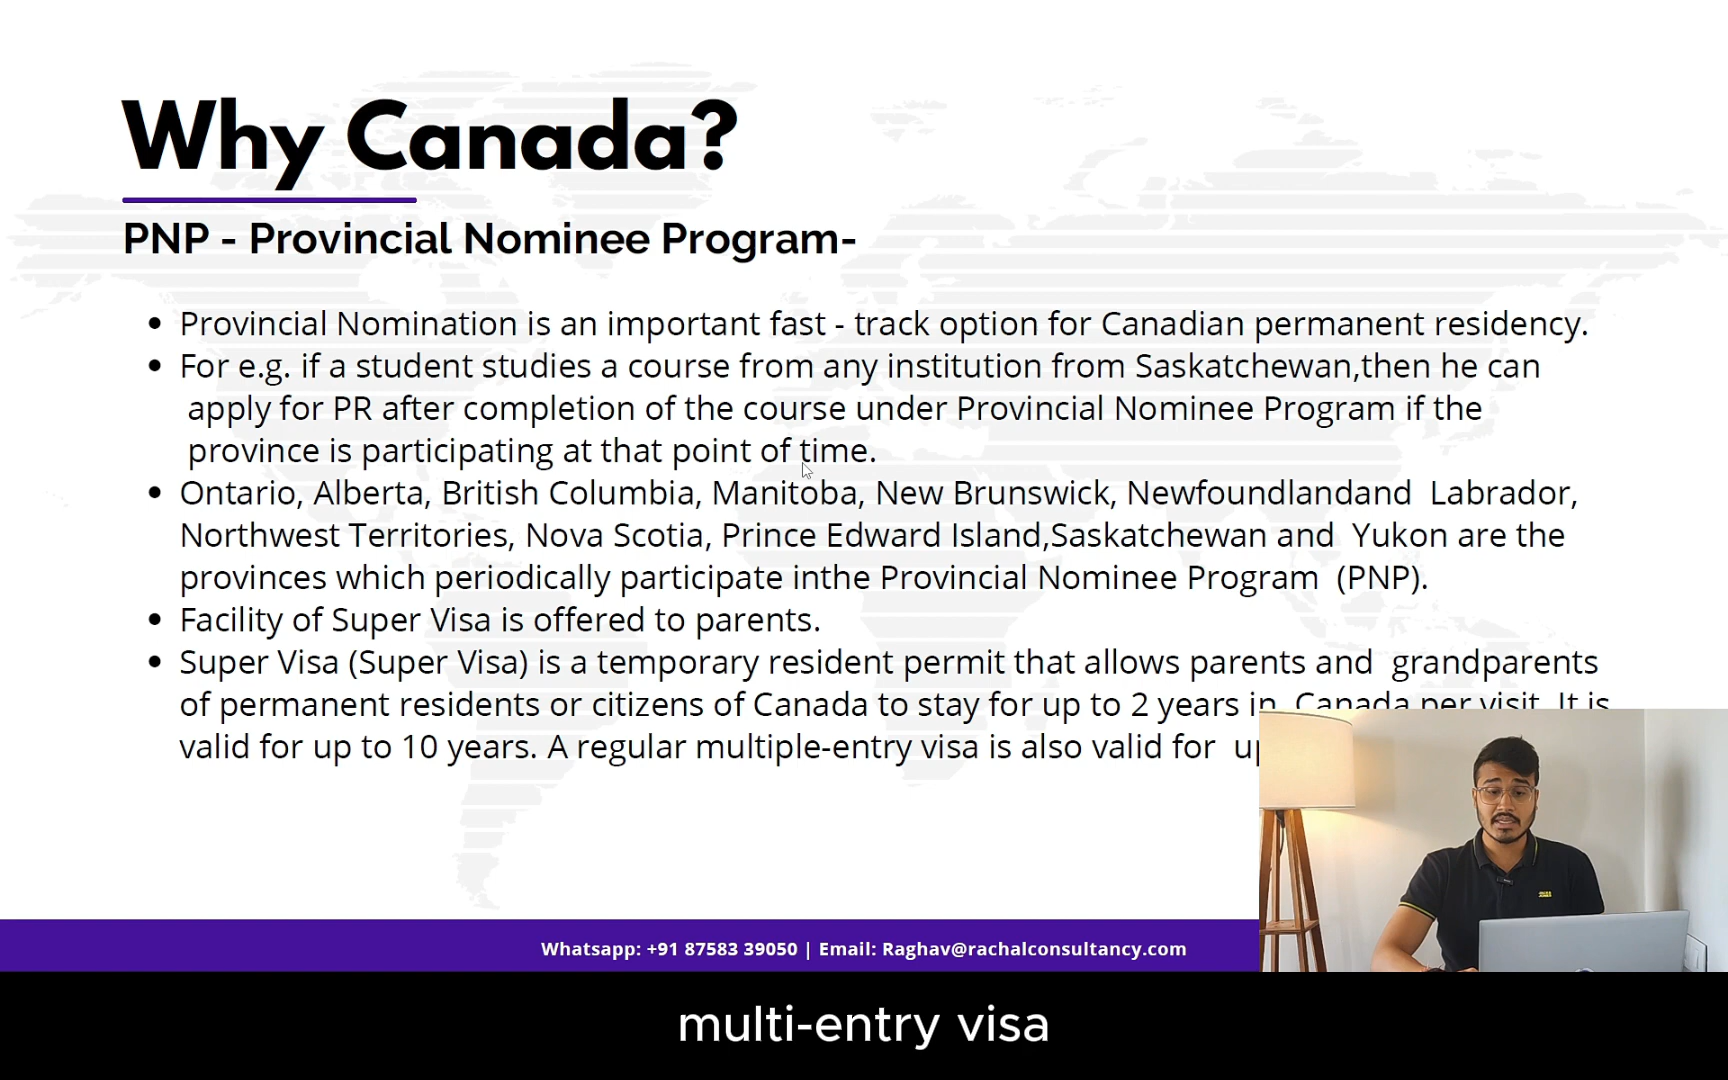 Why Canada?
PNP - Provincial Nominee Program-
• Provincial Nomination is an important fast - track option for Canadian permanent residency.
• For e.g. if a student studies a course from any institution from Saskatchewan,then he can
apply for PR after completion of the course under Provincial Nominee Program if the
province is participating at that point of time.
• Ontario, Alberta, British Columbia, Manitoba, New Brunswick, Newfoundlandand Labrador,
Northwest Territories, Nova Scotia, Prince Edward Island,Saskatchewan and Yukon are the
provinces which periodically participate inthe Provincial Nominee Program (PNP).
• Facility of Super Visa is offered to parents.
• Super Visa (Super Visa) is a temporary resident permit that allows parents and grandparents
of permanent residents or citizens of Canada to stay for up to 2 years in Canada per visit. It is
valid for up to 10 years. A regular multiple-entry visa is also valid for
Whatsapp: +91 87583 39050 | Email: Raghav@rachalconsultancy.com
multi-entry visa